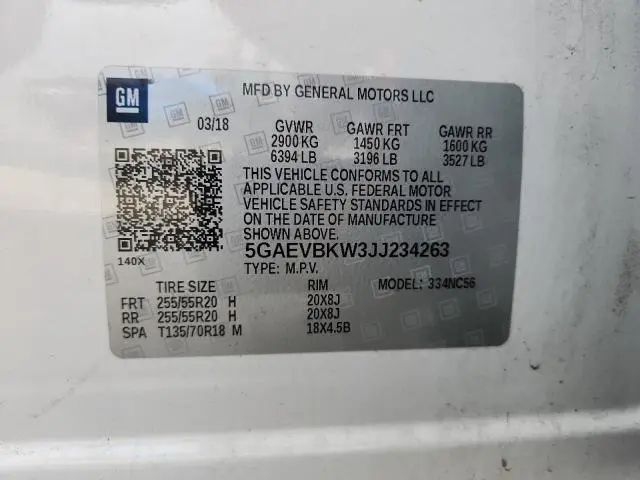 GM
MFD BY GENERAL MOTORS LLC
03/18 GVWR GAWR FRT GAWR RR
2900 KG 1450 KG 1600 KG
6394 LB 3196 LB 3527 LB
THIS VEHICLE CONFORMS TO ALL
APPLICABLE U.S. FEDERAL MOTOR
VEHICLE SAFETY STANDARDS IN EFFECT
ON THE DATE OF MANUFACTURE
SHOWN ABOVE.
140X
5GAEVBKW3JJ234263
TYPE: M.P.V. MODEL: 334NC56
TIRE SIZE RIM
FRT 255/55R20 H 20X8J
RR 255/55R20 H 20X8J
SPA T135/70R18 M 18X4.5B